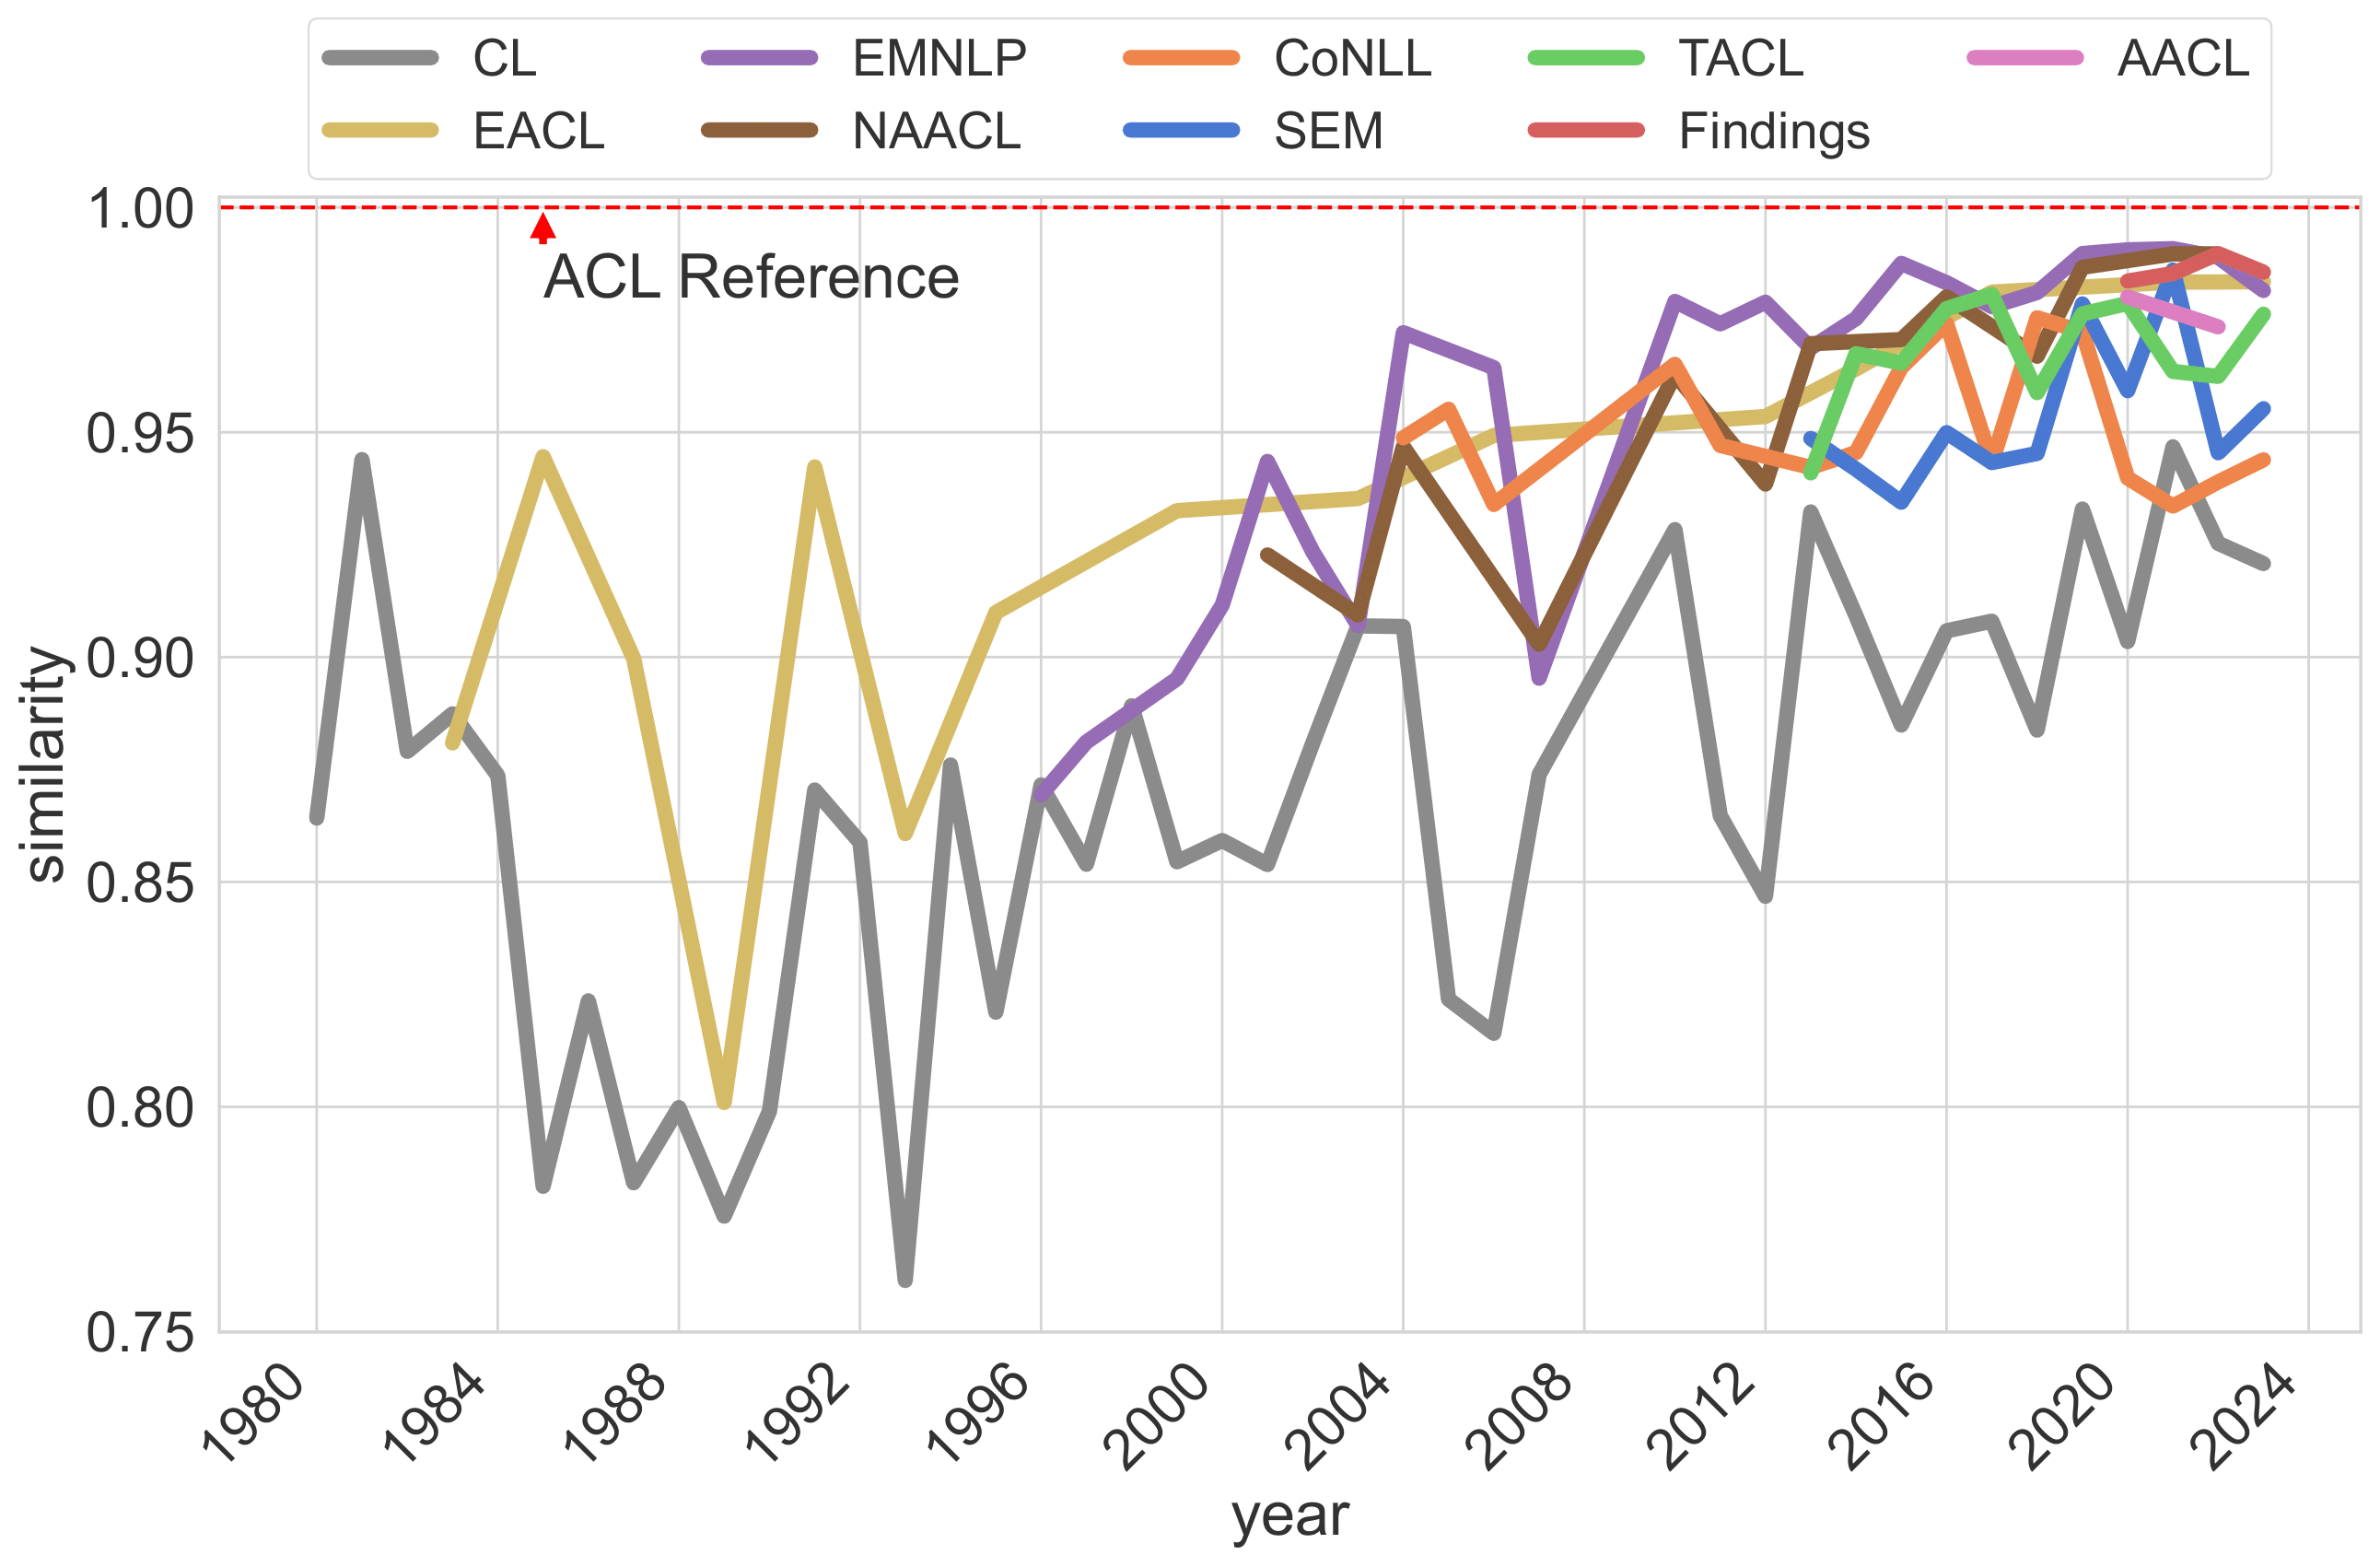 CL EMNLP CoNLL TACL AACL
EACL NAACL SEM Findings
1.00
ACL Reference
0.95
0.90
similarity
0.85
0.80
0.75
1980 1984 1988 1992 1996 2000 2004 2008 2012 2016 2020 2024
year